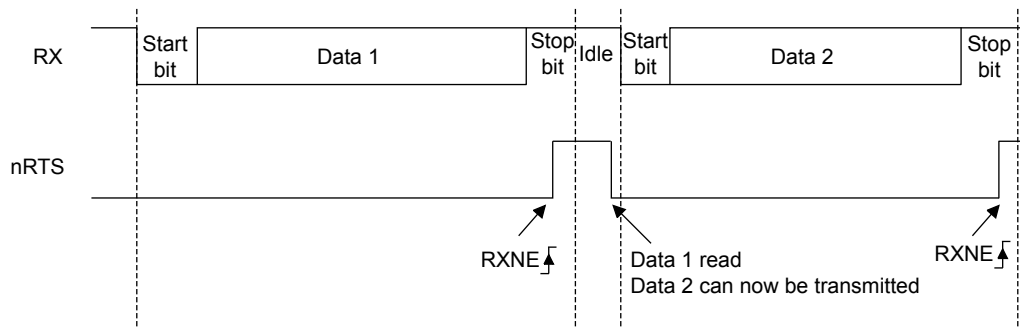 RX
Start
bit
Data 1
Stop
bit
Idle
Start
bit
Data 2
Stop
bit
nRTS
RXNE
Data 1 read
Data 2 can now be transmitted
RXNE